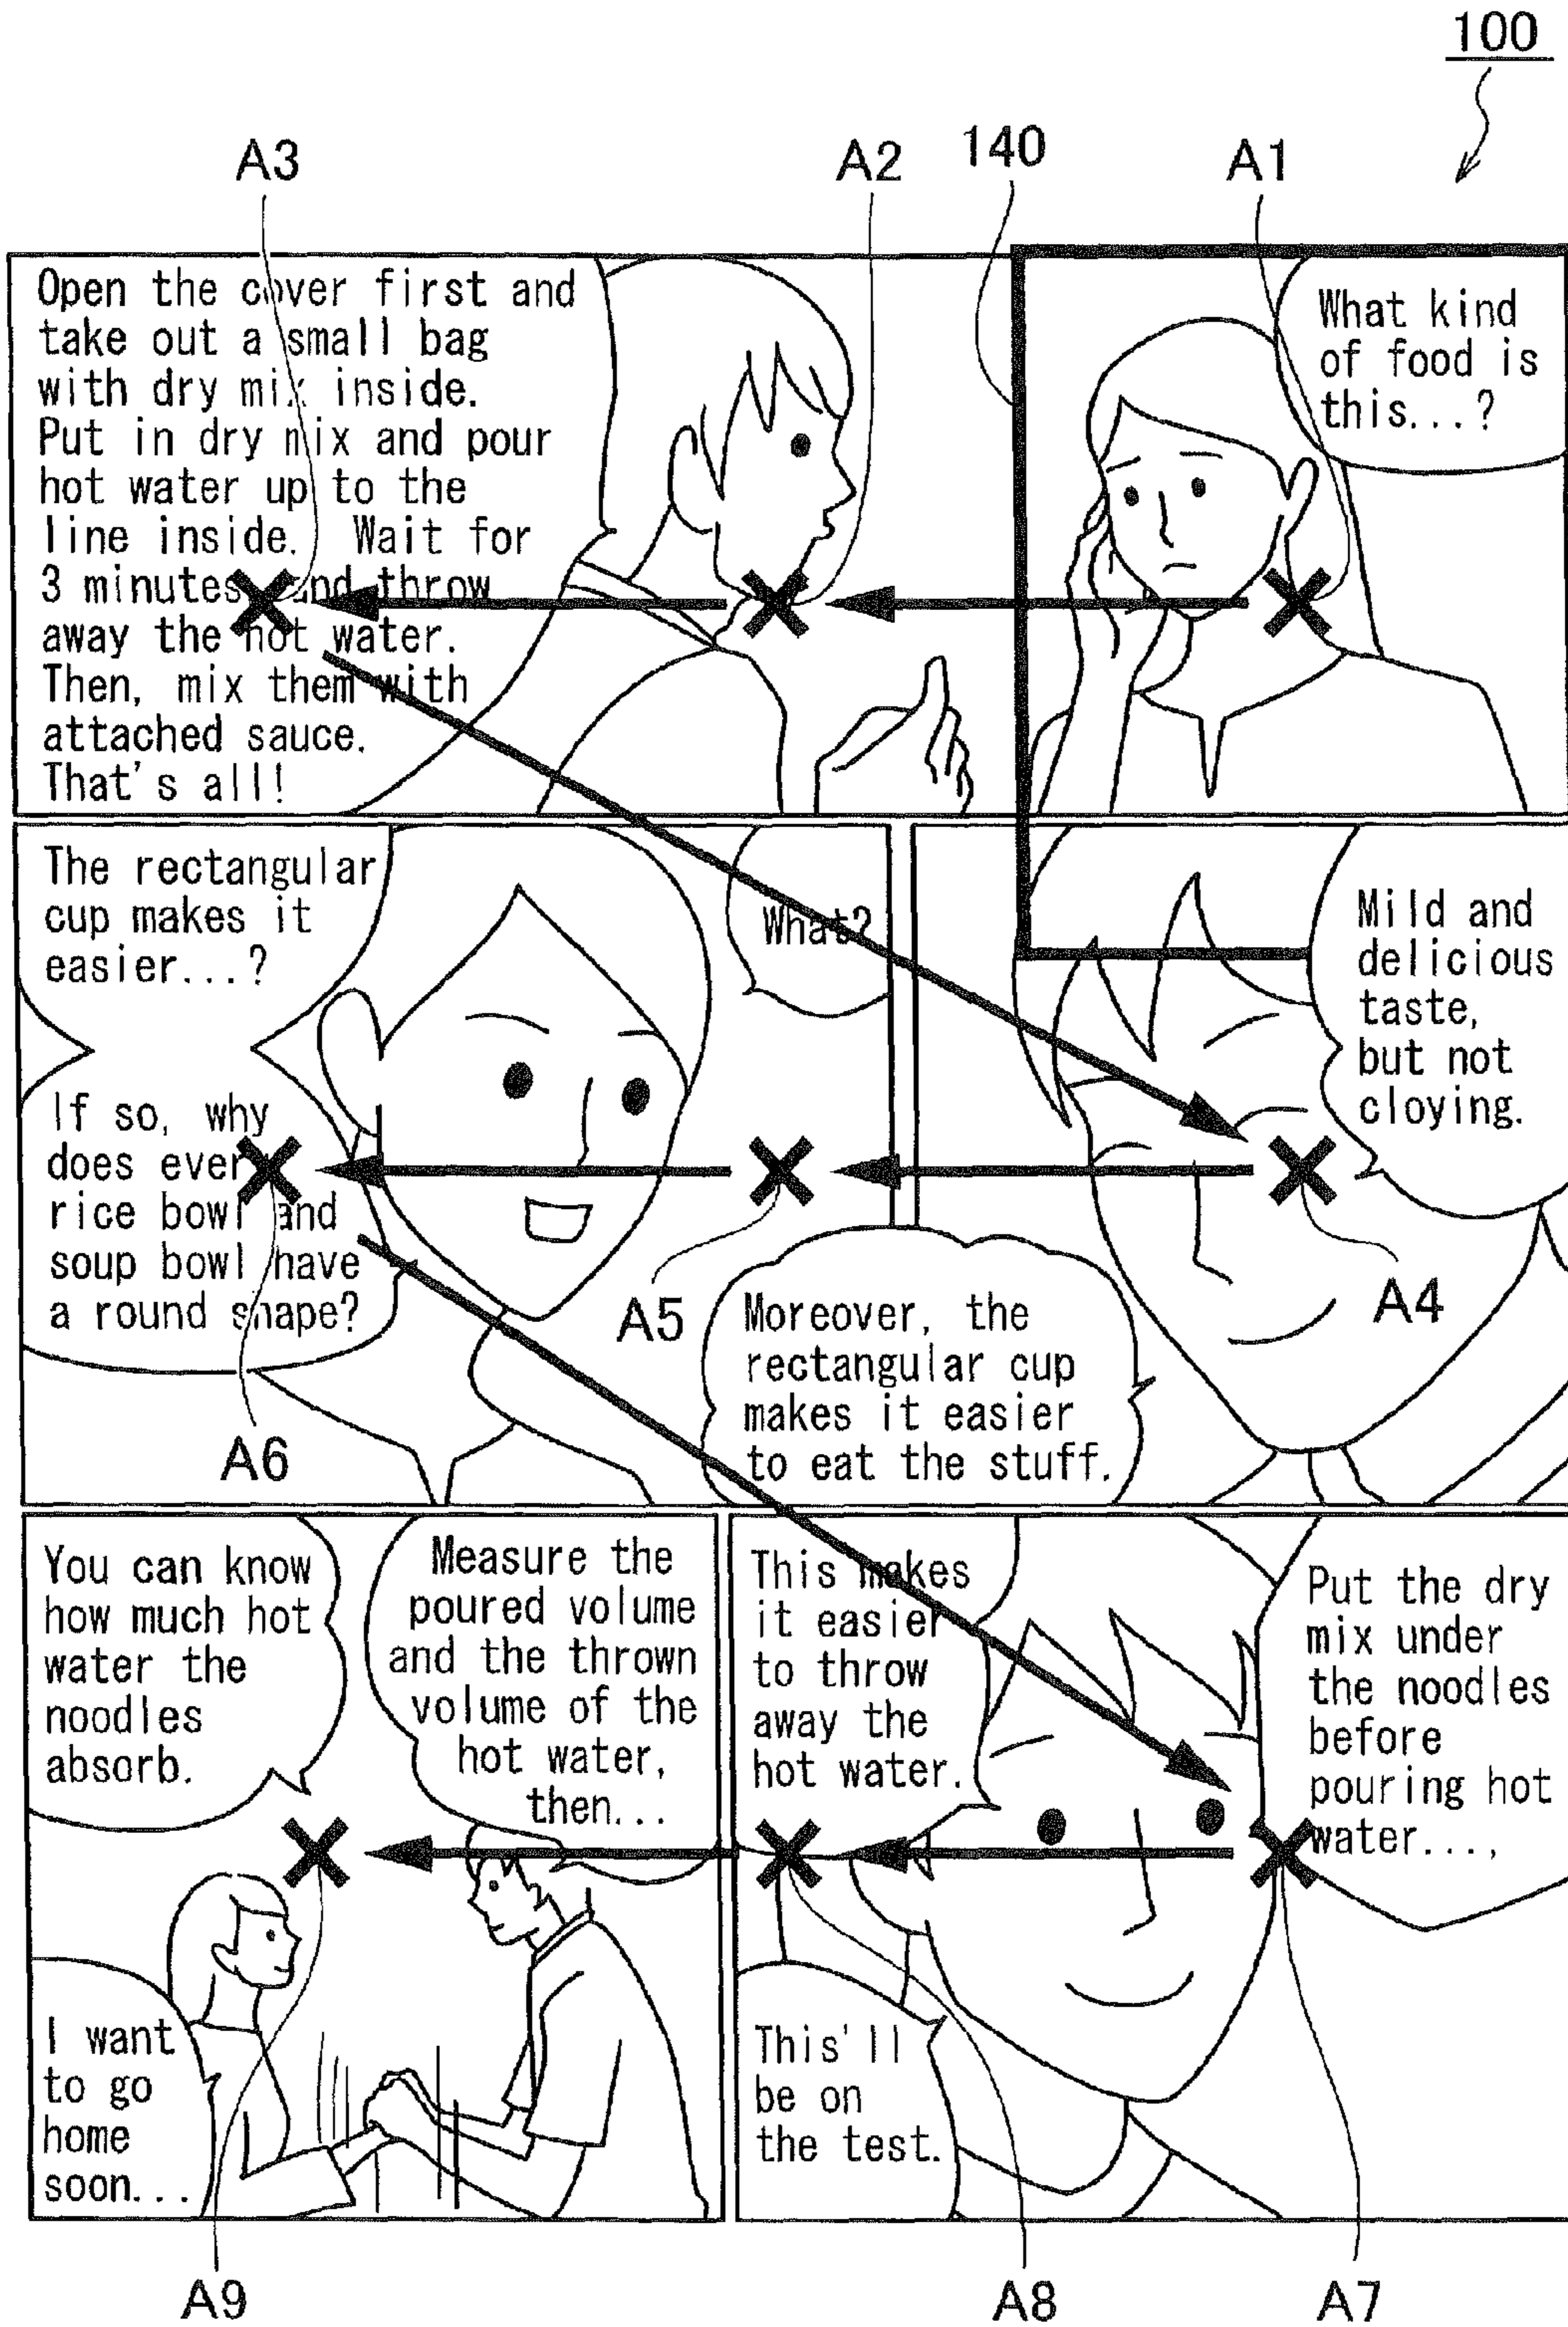 100
A3
A2
140
A1
What kind
of food is
this...?
Open the cover first and
take out a small bag
with dry mix inside.
Put in dry mix and pour
hot water up to the
line inside. Wait for
3 minutes and throw
away the hot water.
Then, mix them with
attached sauce.
That's all!
Mild and
delicious
taste,
but not
cloying.
A4
Moreover, the
rectangular cup
makes it easier
to eat the stuff.
What?
A5
The rectangular
cup makes it
easier...?
If so, why
does every
rice bowl and
soup bowl have
a round shape?
A6
Put the dry
mix under
the noodles
before
pouring hot
water...,
This makes
it easier
to throw
away the
hot water.
This'll
be on
the test.
Measure the
poured volume
and the thrown
volume of the
hot water,
then...
You can know
how much hot
water the
noodles
absorb.
I want
to go
home
soon...
A9
A8
A7